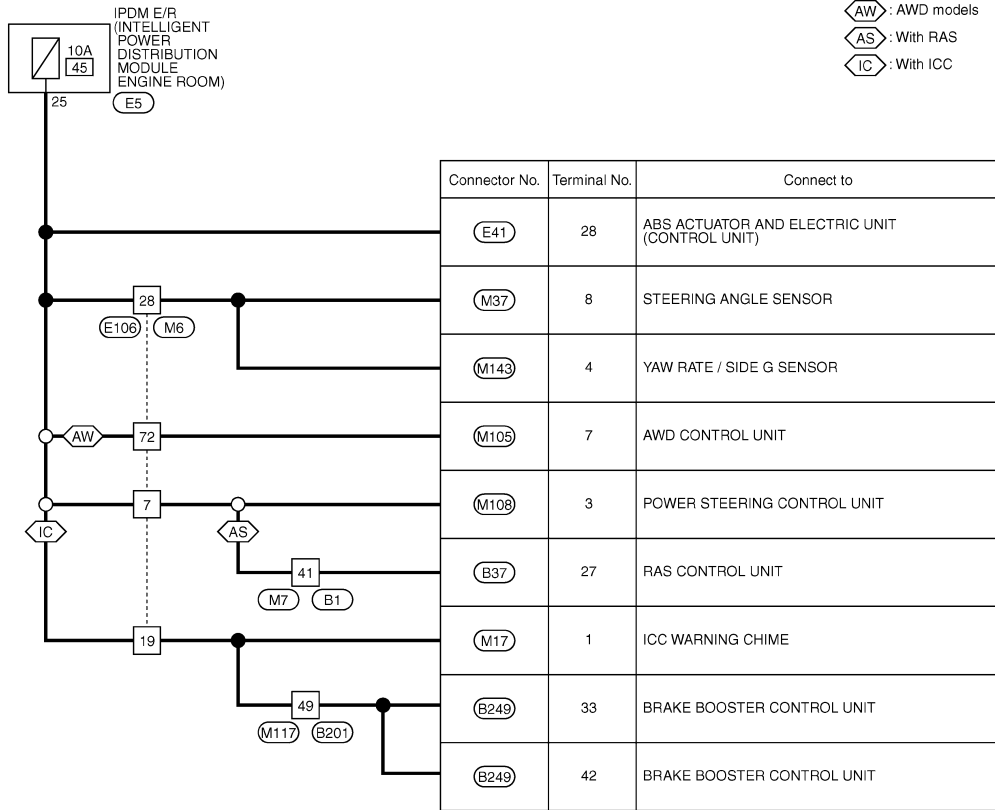 IPDM E/R
(INTELLIGENT
POWER
DISTRIBUTION
MODULE
ENGINE ROOM)
10A
45
25
E5
AW : AWD models
AS : With RAS
IC : With ICC
Connector No. Terminal No. Connect to
E41 28 ABS ACTUATOR AND ELECTRIC UNIT
(CONTROL UNIT)
28
E106 M6
M37 8 STEERING ANGLE SENSOR
M143 4 YAW RATE / SIDE G SENSOR
AW 72
M105 7 AWD CONTROL UNIT
7
M108 3 POWER STEERING CONTROL UNIT
IC AS
41
M7 B1
B37 27 RAS CONTROL UNIT
19
M17 1 ICC WARNING CHIME
49
M117 B201
B249 33 BRAKE BOOSTER CONTROL UNIT
B249 42 BRAKE BOOSTER CONTROL UNIT